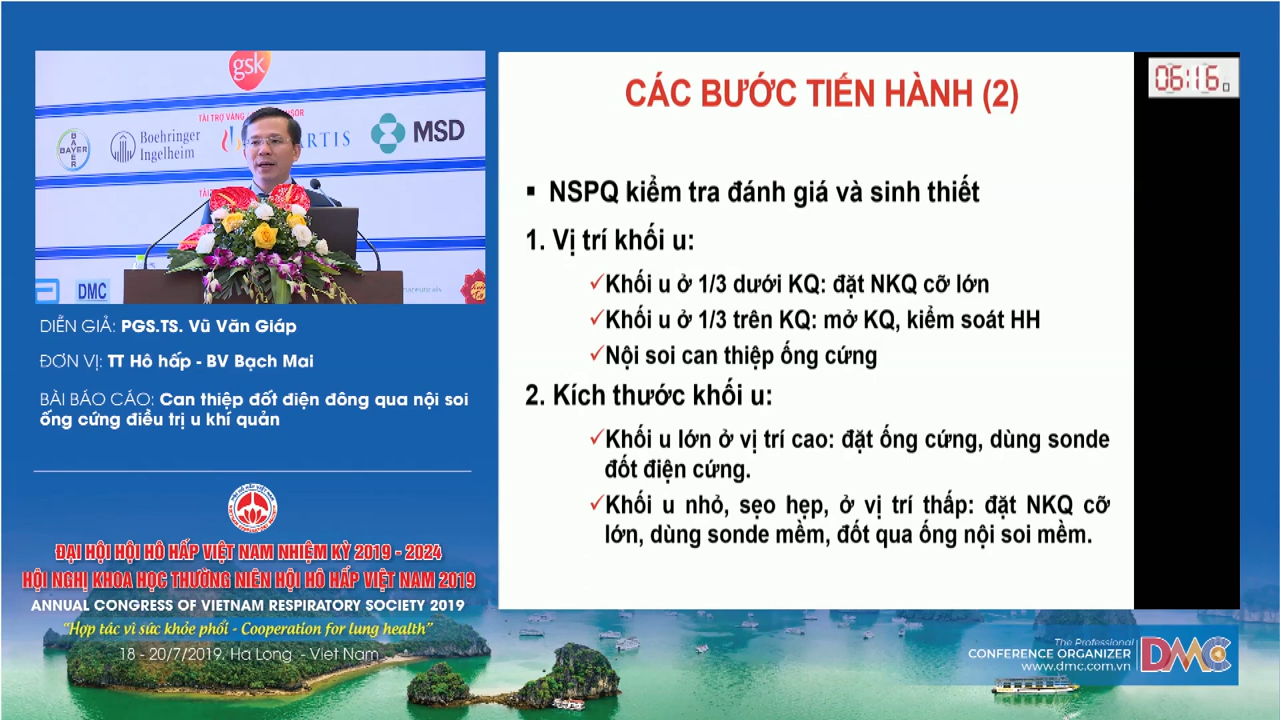 gsk
TÀI TRỢ VÀNG
SOR
BAYER
BAYER
Boehringer
Ingelheim
ARTIS
MSD
DMC
DIỄN GIẢ: PGS.TS. Vũ Văn Giáp
ĐƠN VỊ: TT Hô hấp - BV Bạch Mai
BÀI BÁO CÁO: Can thiệp đốt điện đông qua nội soi
ống cứng điều trị u khí quản
ĐẠI HỘI HỘI HÔ HẤP VIỆT NAM NHIỆM KỲ 2019 - 2024
HỘI NGHỊ KHOA HỌC THƯỜNG NIÊN HỘI HÔ HẤP VIỆT NAM 2019
ANNUAL CONGRESS OF VIETNAM RESPIRATORY SOCIETY 2019
“Hợp tác vì sức khỏe phổi - Cooperation for lung health”
18 - 20/7/2019. Ha Long - Viet Nam
CÁC BƯỚC TIẾN HÀNH (2)
▪ NSPQ kiểm tra đánh giá và sinh thiết
1. Vị trí khối u:
✓Khối u ở 1/3 dưới KQ: đặt NKQ cỡ lớn
✓Khối u ở 1/3 trên KQ: mở KQ, kiểm soát HH
✓Nội soi can thiệp ống cứng
2. Kích thước khối u:
✓Khối u lớn ở vị trí cao: đặt ống cứng, dùng sonde
đốt điện cứng.
✓Khối u nhỏ, sẹo hẹp, ở vị trí thấp: đặt NKQ cỡ
lớn, dùng sonde mềm, đốt qua ống nội soi mềm.
06:16
The Professional
CONFERENCE ORGANIZER
www.dmc.com.vn
DMC